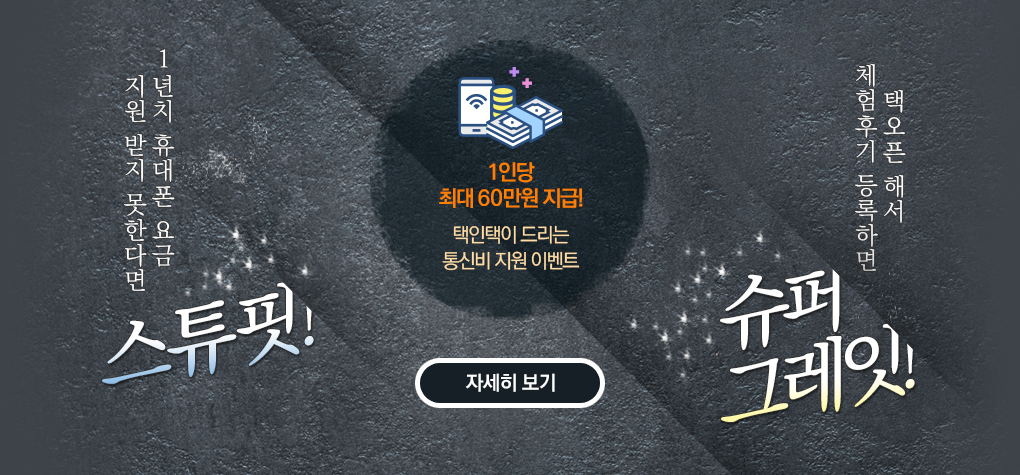 1년치 휴대폰 요금
지원 받지 못한다면
스튜핏!
1인당
최대 60만원 지급!
택인택이 드리는
통신비 지원 이벤트
자세히 보기
택오픈 해서
체험후기 등록하면
슈퍼
그레잇!